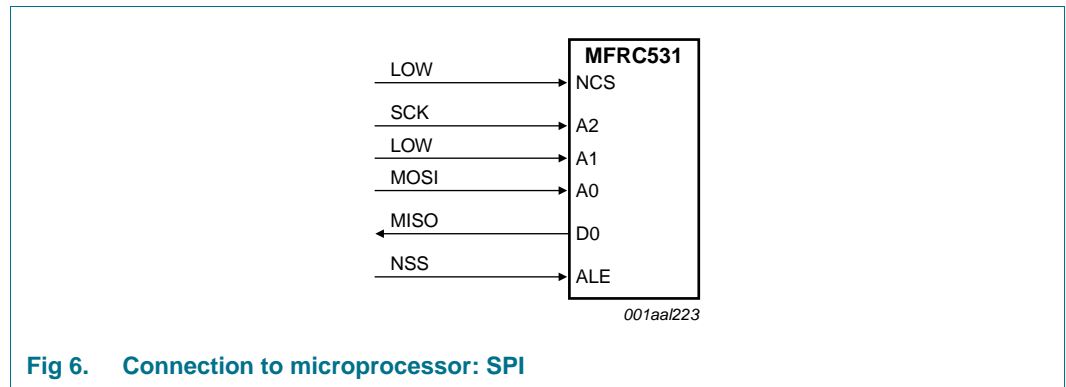 MFRC531
LOW
NCS
SCK
A2
LOW
A1
MOSI
A0
MISO
D0
NSS
ALE
001aal223
Fig 6. Connection to microprocessor: SPI